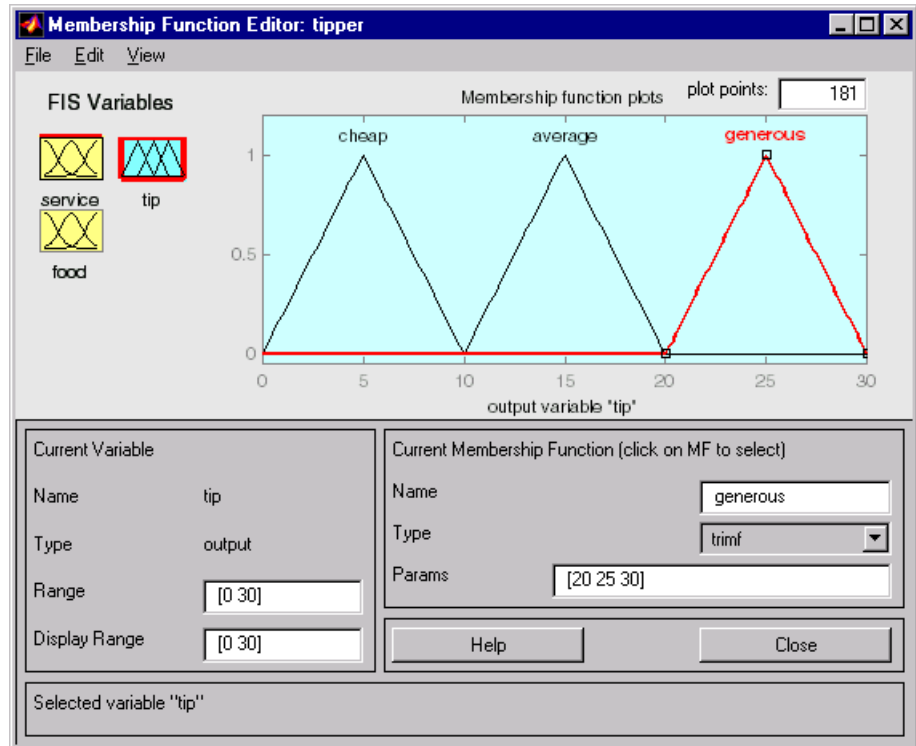 Membership Function Editor: tipper
File Edit View
FIS Variables
service
tip
food
Membership function plots
plot points:
181
cheap
average
generous
1
0.5
0
0 5 10 15 20 25 30
output variable "tip"
Current Variable
Name tip
Type output
Range [0 30]
Display Range [0 30]
Current Membership Function (click on MF to select)
Name generous
Type trimf
Params [20 25 30]
Help
Close
Selected variable "tip"